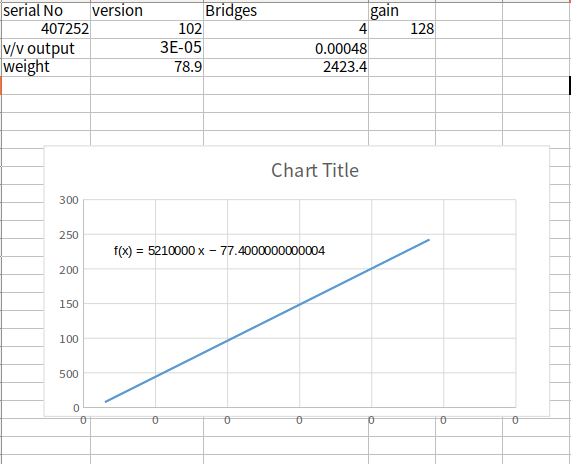 serial No version Bridges gain
407252 102 4 128
v/v output 3E-05 0.00048
weight 78.9 2423.4
Chart Title
300
250
f(x) = 5210000 x − 77.4000000000004
200
150
100
500
0
0 0 0 0 0 0 0